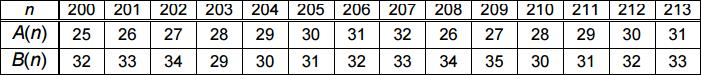 n 200 201 202 203 204 205 206 207 208 209 210 211 212 213
A(n) 25 26 27 28 29 30 31 32 26 27 28 29 30 31
B(n) 32 33 34 29 30 31 32 33 34 35 30 31 32 33